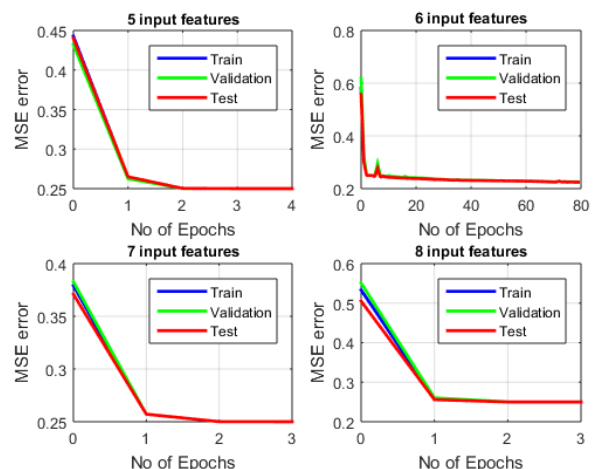 5 input features
0.45
0.4
0.35
0.3
0.25
MSE error
Train
Validation
Test
0 1 2 3 4
No of Epochs
6 input features
0.8
0.6
0.4
0.2
MSE error
Train
Validation
Test
0 20 40 60 80
No of Epochs
7 input features
0.4
0.35
0.3
0.25
MSE error
Train
Validation
Test
0 1 2 3
No of Epochs
8 input features
0.6
0.5
0.4
0.3
0.2
MSE error
Train
Validation
Test
0 1 2 3
No of Epochs